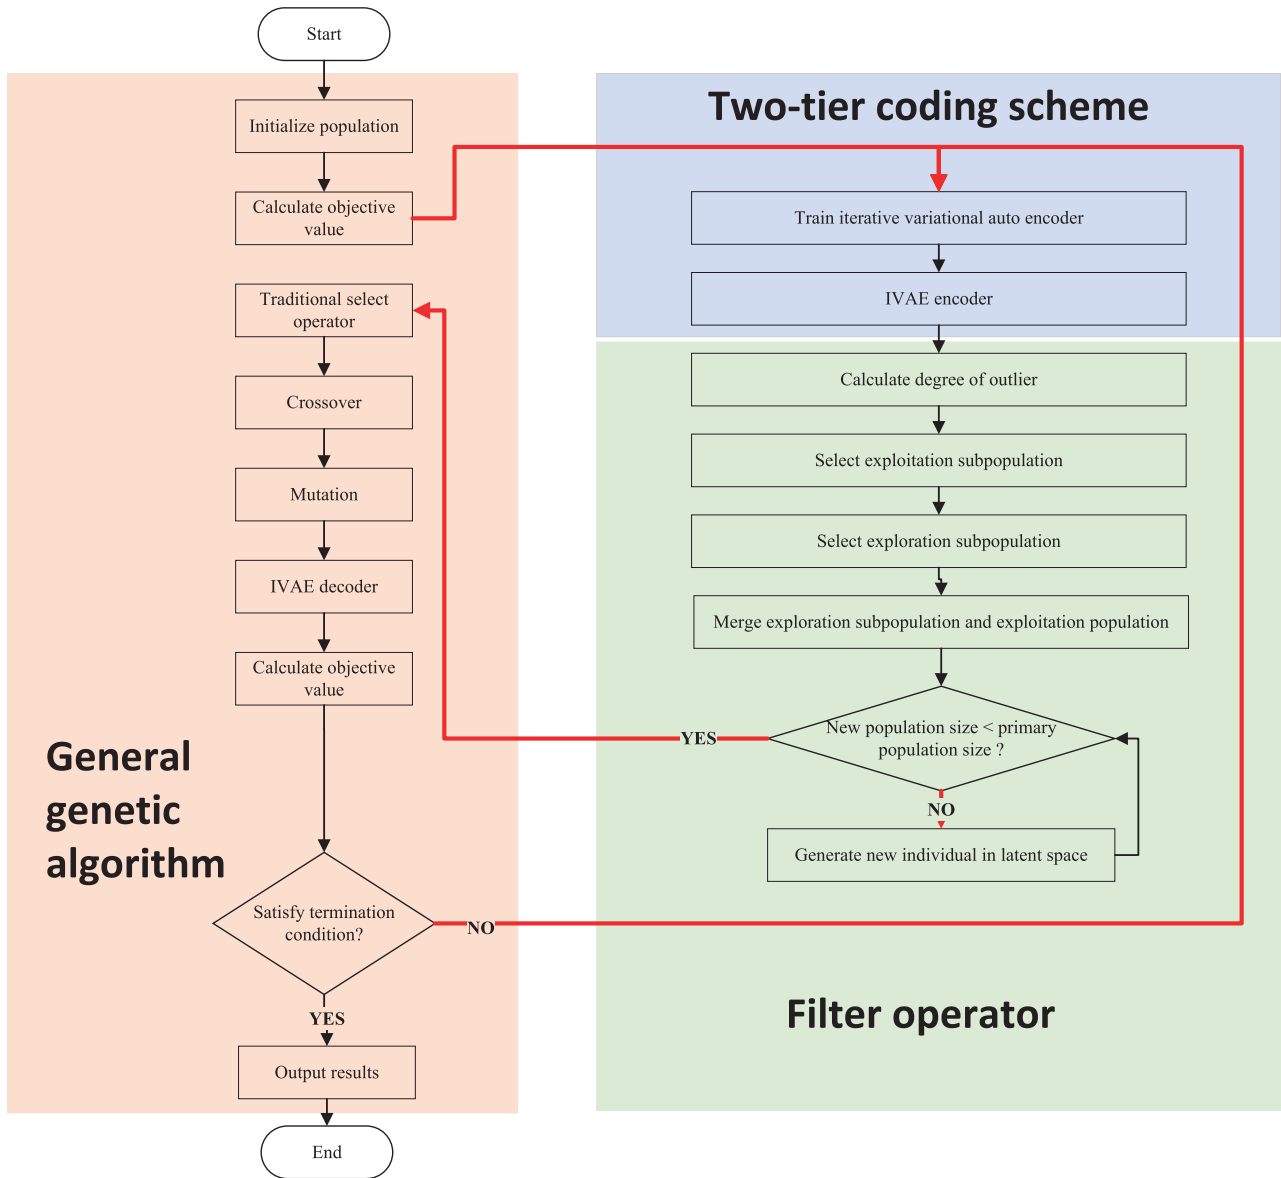 Start
Initialize population
Calculate objective
value
Traditional select
operator
Crossover
Mutation
IVAE decoder
Calculate objective
value
General
genetic
algorithm
Satisfy termination
condition?
NO
YES
Output results
End
Two-tier coding scheme
Train iterative variational auto encoder
IVAE encoder
Calculate degree of outlier
Select exploitation subpopulation
Select exploration subpopulation
Merge exploration subpopulation and exploitation population
New population size < primary
population size ?
YES
NO
Generate new individual in latent space
Filter operator